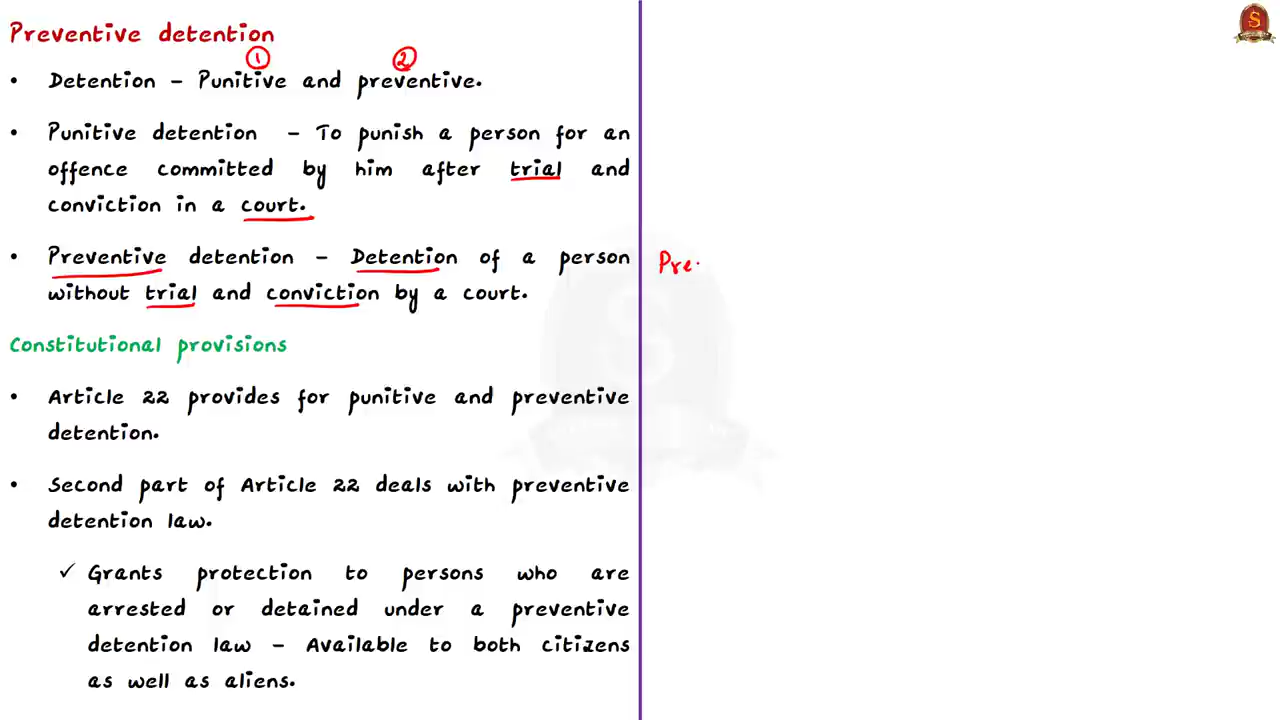 Preventive detention
① ②
• Detention – Punitive and preventive.
• Punitive detention – To punish a person for an
offence committed by him after trial and
conviction in a court.
• Preventive detention – Detention of a person
without trial and conviction by a court.
Constitutional provisions
• Article 22 provides for punitive and preventive
detention.
• Second part of Article 22 deals with preventive
detention law.
✓ Grants protection to persons who are
arrested or detained under a preventive
detention law – Available to both citizens
as well as aliens.
Pre.
S